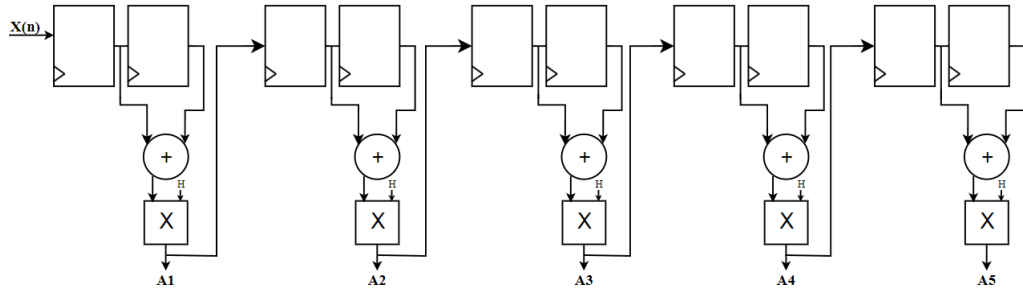 X(n)
+ + + + +
H H H H H
X X X X X
A1 A2 A3 A4 A5